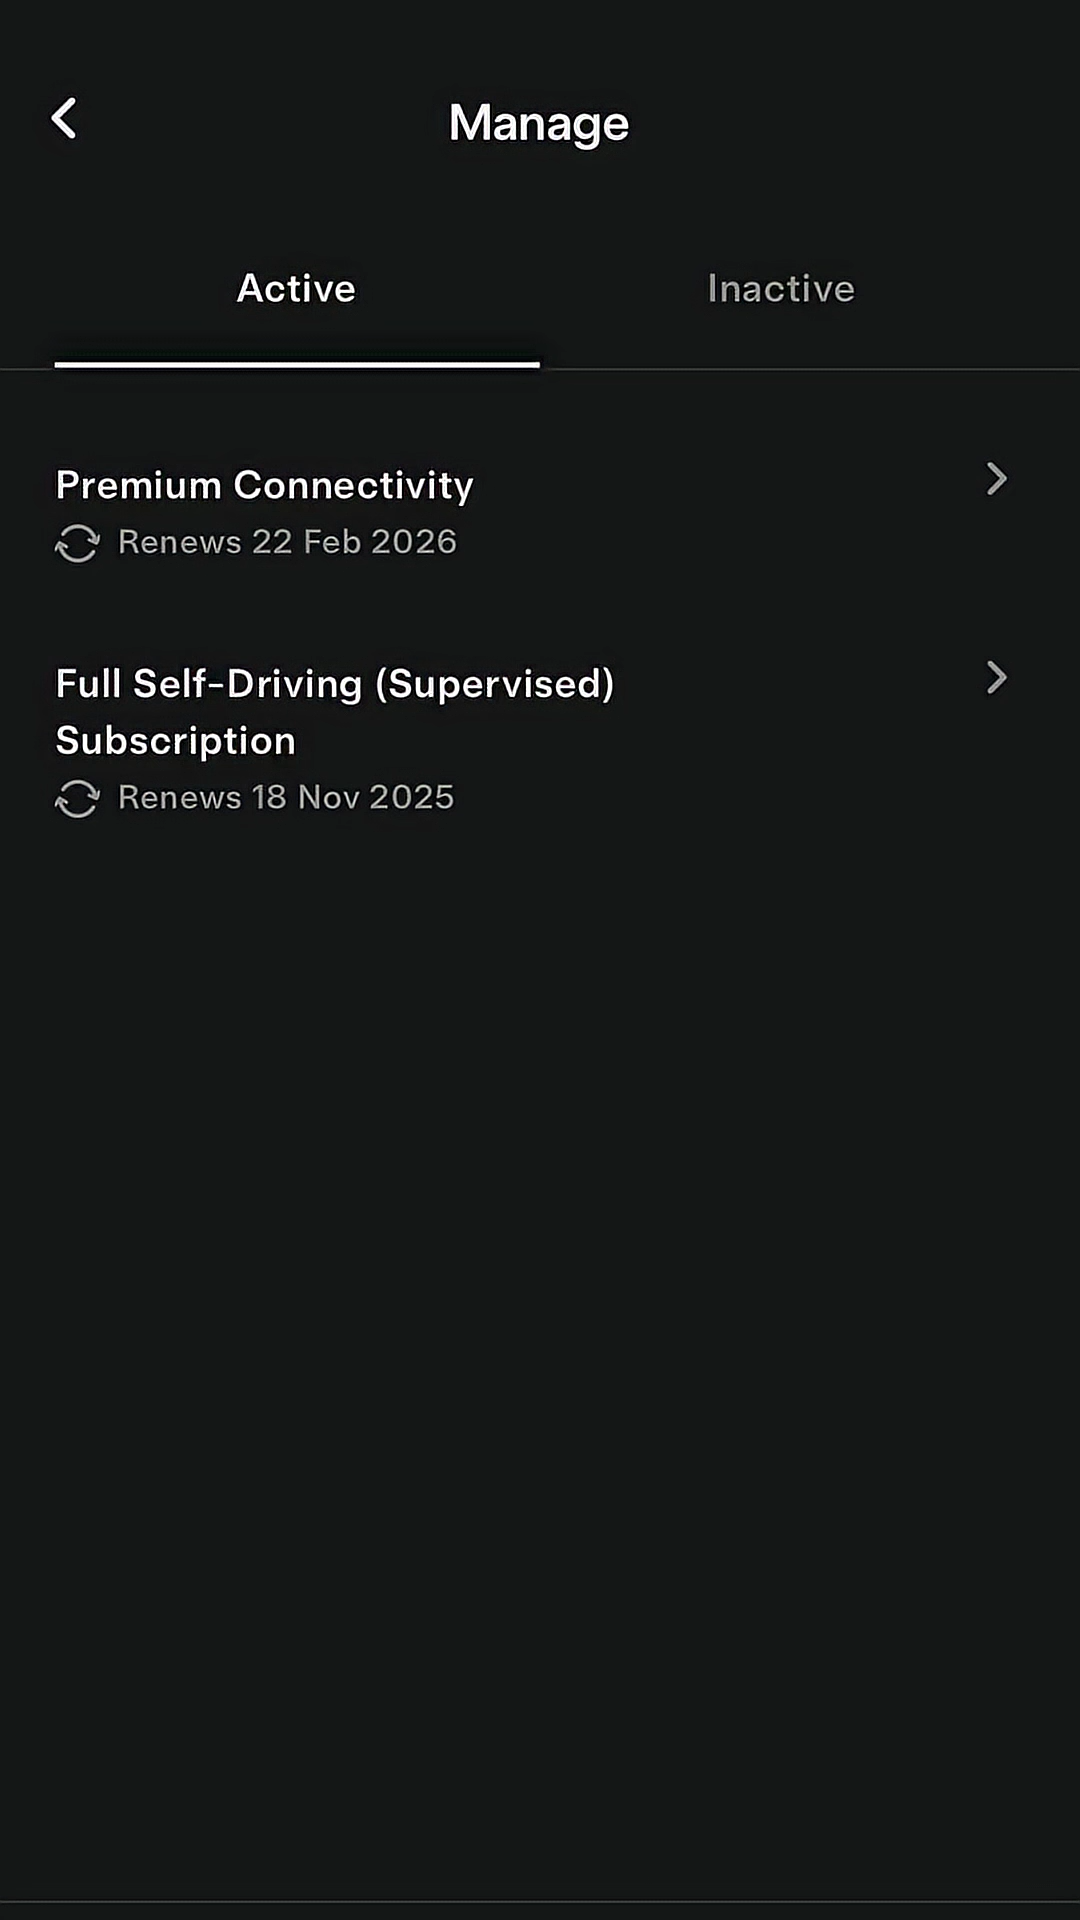 Manage
Active
Inactive
Premium Connectivity
Renews 22 Feb 2026
Full Self-Driving (Supervised)
Subscription
Renews 18 Nov 2025